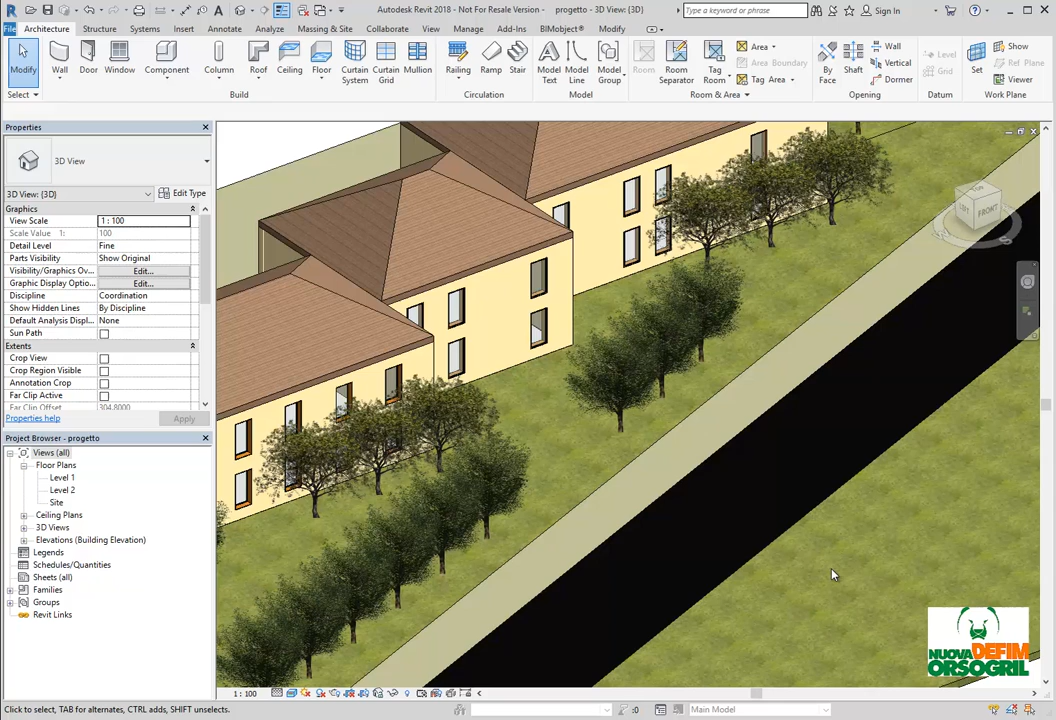 Autodesk Revit 2018 - Not For Resale Version - progetto - 3D View: {3D}
Type a keyword or phrase
Sign In
File Architecture Structure Systems Insert Annotate Analyze Massing & Site Collaborate View Manage Add-Ins BIMobject® Modify
Modify Wall Door Window Component Column Roof Ceiling Floor Curtain System Curtain Grid Mullion Railing Ramp Stair Model Text Model Line Model Group Room Room Separator Tag Room
Area
Area Boundary
Tag Area
By Face Shaft
Wall
Vertical
Dormer
Level
Grid
Set
Show
Ref Plane
Viewer
Select Build Circulation Model Room & Area Opening Datum Work Plane
Properties
3D View
3D View: {3D} Edit Type
Graphics
View Scale 1 : 100
Scale Value 1: 100
Detail Level Fine
Parts Visibility Show Original
Visibility/Graphics Ov... Edit...
Graphic Display Optio... Edit...
Discipline Coordination
Show Hidden Lines By Discipline
Default Analysis Displ... None
Sun Path
Extents
Crop View
Crop Region Visible
Annotation Crop
Far Clip Active
Far Clip Offset 304.8000
Properties help Apply
Project Browser - progetto
Views (all)
Floor Plans
Level 1
Level 2
Site
Ceiling Plans
3D Views
Elevations (Building Elevation)
Legends
Schedules/Quantities
Sheets (all)
Families
Groups
Revit Links
LEFT FRONT
S
NUOVA DEFIM
ORSOGRIL
1 : 100
Click to select, TAB for alternates, CTRL adds, SHIFT unselects.
:0
Main Model